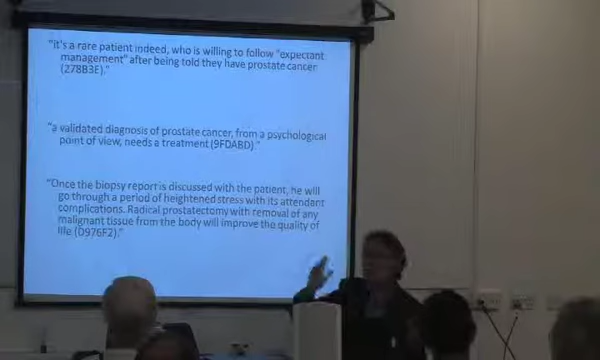 "it's a rare patient indeed, who is willing to follow "expectant
management" after being told they have prostate cancer
(278B3E)."
"a validated diagnosis of prostate cancer, from a psychological
point of view, needs a treatment (9FDABD)."
"Once the biopsy report is discussed with the patient, he will
go through a period of heightened stress with its attendant
complications. Radical prostatectomy with removal of any
malignant tissue from the body will improve the quality of
life (D976F2)."